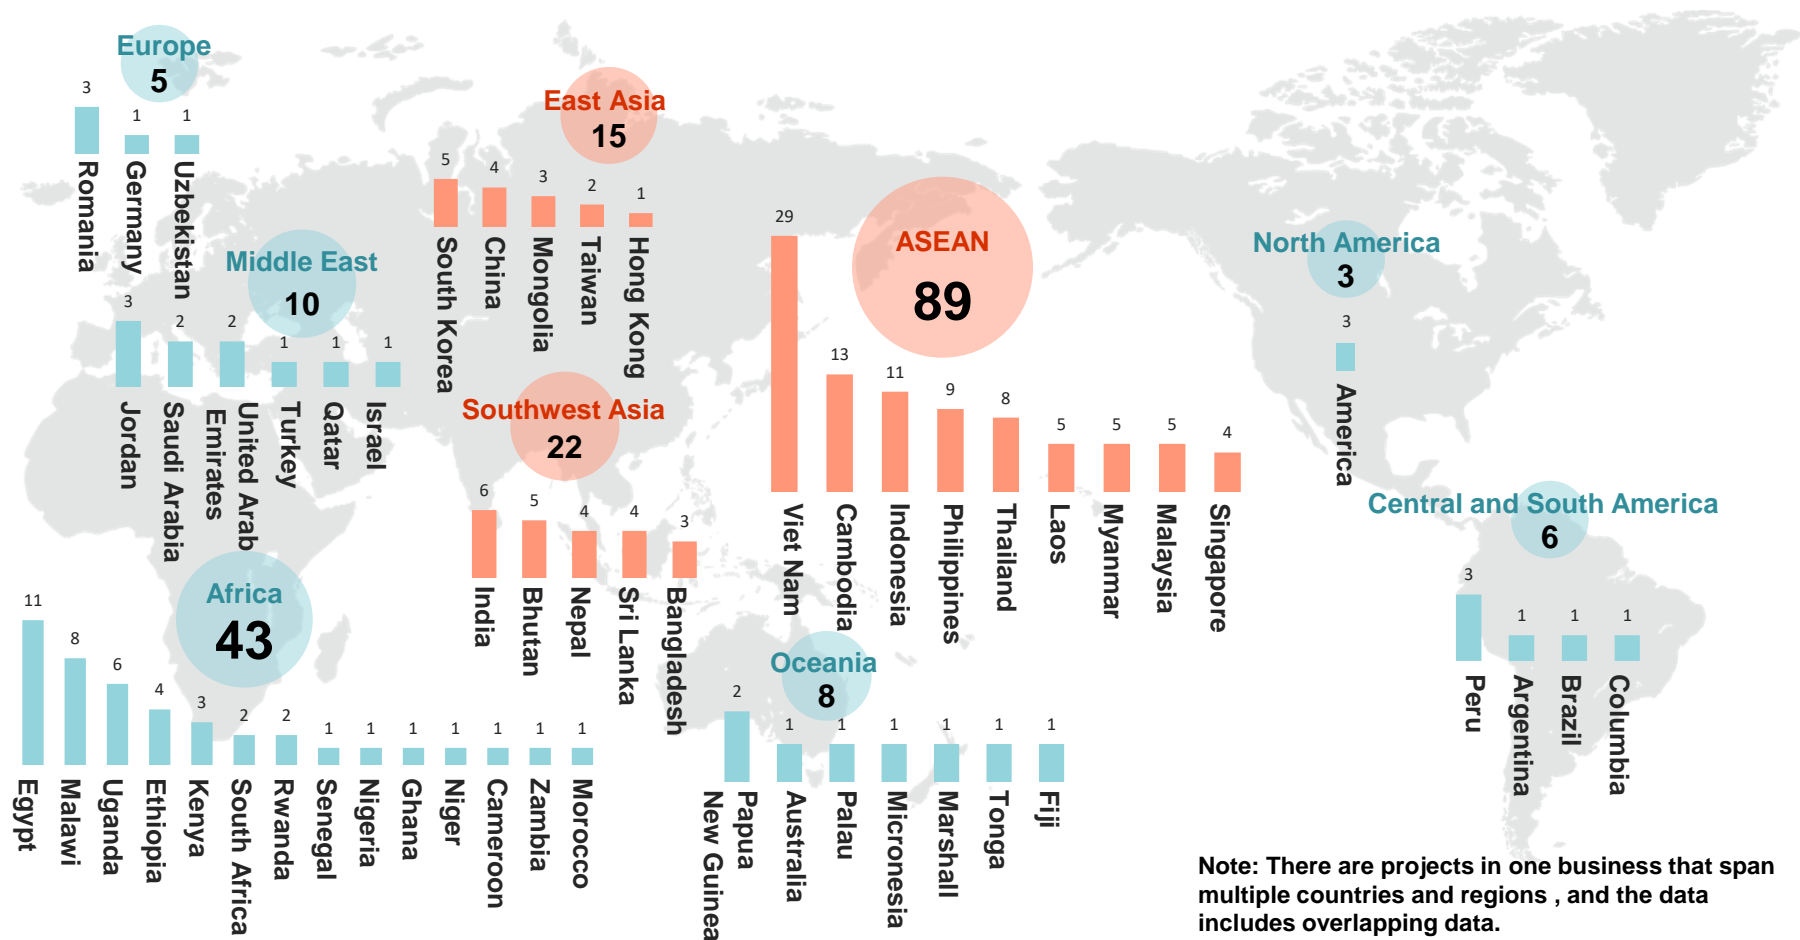 Europe
5
3
1
1
Romania
Germany
Uzbekistan
East Asia
15
5
4
3
2
1
South Korea
China
Mongolia
Taiwan
Hong Kong
Middle East
10
3
2
2
1
1
1
Jordan
Saudi Arabia
United Arab
Emirates
Turkey
Qatar
Israel
ASEAN
89
29
13
11
9
8
5
5
5
4
Viet Nam
Cambodia
Indonesia
Philippines
Thailand
Laos
Myanmar
Malaysia
Singapore
North America
3
3
America
Southwest Asia
22
6
5
4
4
3
India
Bhutan
Nepal
Sri Lanka
Bangladesh
Central and South America
6
3
1
1
1
Peru
Argentina
Brazil
Columbia
Africa
43
11
8
6
4
3
2
2
1
1
1
1
1
1
1
Egypt
Malawi
Uganda
Ethiopia
Kenya
South Africa
Rwanda
Senegal
Nigeria
Ghana
Niger
Cameroon
Zambia
Morocco
Oceania
8
2
1
1
1
1
1
1
Papua
New Guinea
Australia
Palau
Micronesia
Marshall
Tonga
Fiji
Note: There are projects in one business that span
multiple countries and regions , and the data
includes overlapping data.